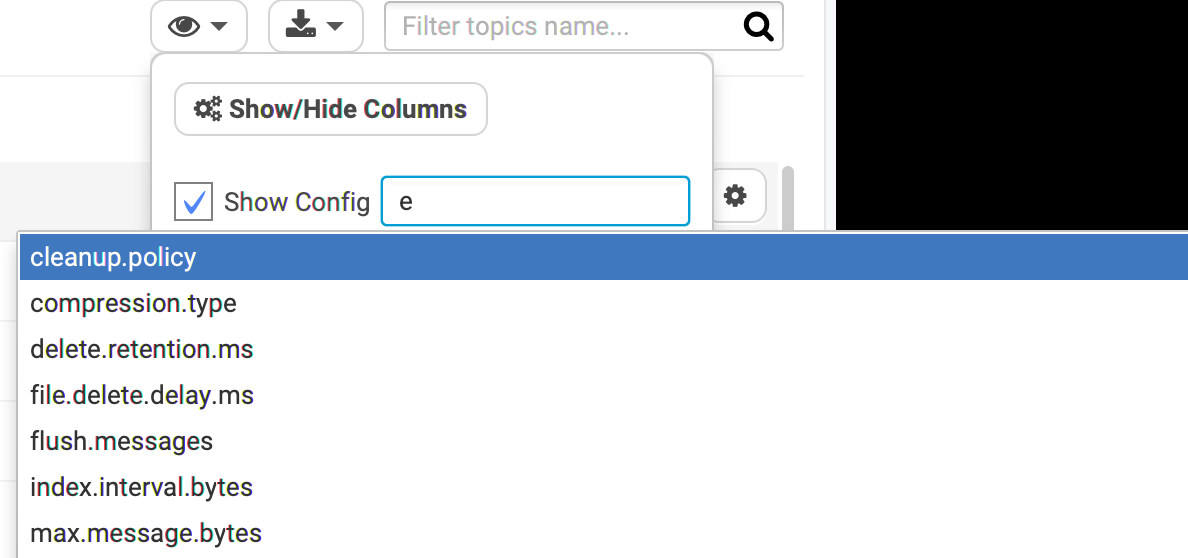 Filter topics name...
Show/Hide Columns
Show Config e
cleanup.policy
compression.type
delete.retention.ms
file.delete.delay.ms
flush.messages
index.interval.bytes
max.message.bytes